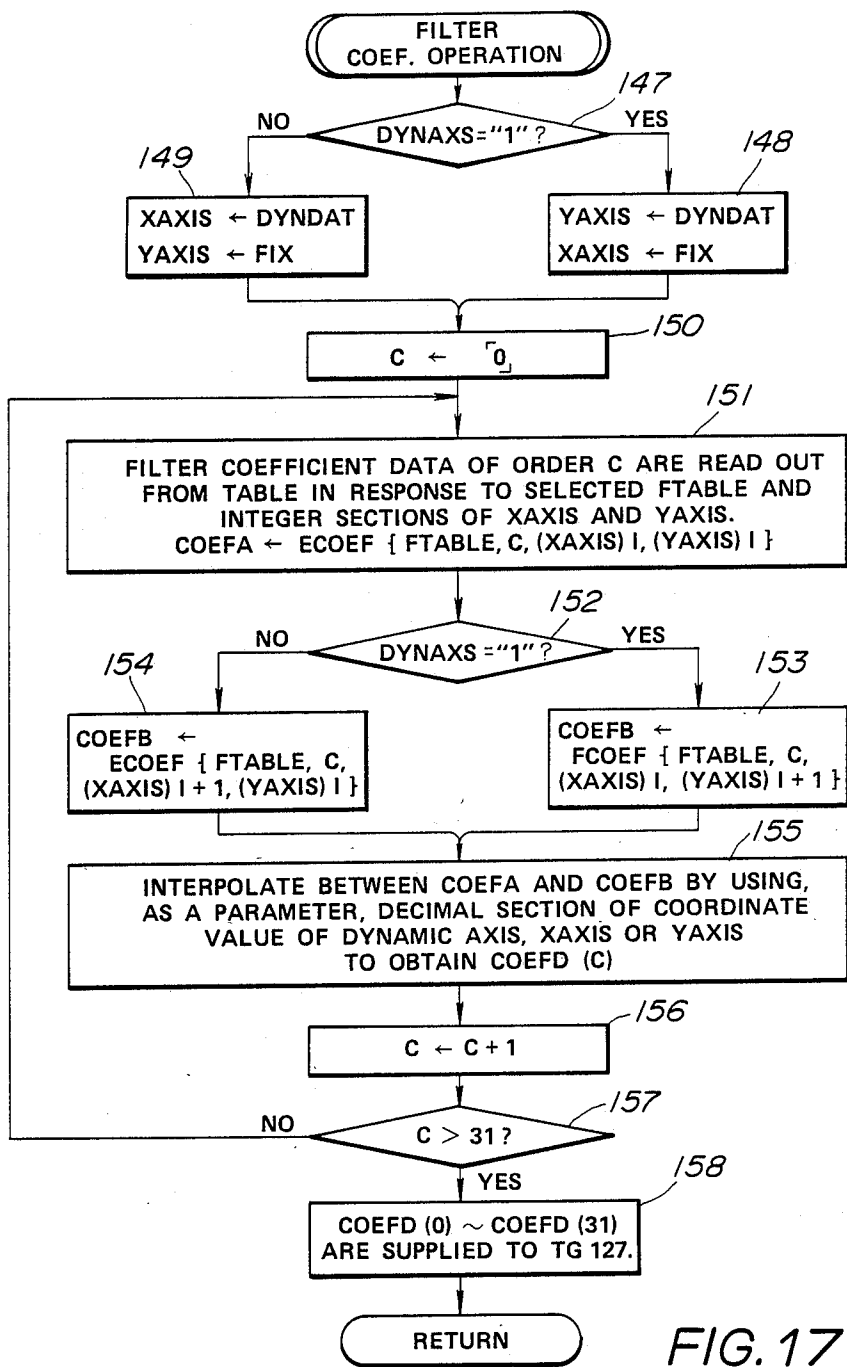 FILTER
COEF. OPERATION
147
DYNAXS="1"?
NO
YES
149
148
XAXIS ← DYNDAT
YAXIS ← FIX
YAXIS ← DYNDAT
XAXIS ← FIX
150
C ← 「0」
151
FILTER COEFFICIENT DATA OF ORDER C ARE READ OUT
FROM TABLE IN RESPONSE TO SELECTED FTABLE AND
INTEGER SECTIONS OF XAXIS AND YAXIS.
COEFA ← ECOEF { FTABLE, C, (XAXIS) I, (YAXIS) I }
152
DYNAXS="1"?
NO
YES
154
153
COEFB ←
ECOEF { FTABLE, C,
(XAXIS) I + 1, (YAXIS) I }
COEFB ←
FCOEF { FTABLE, C,
(XAXIS) I, (YAXIS) I + 1 }
155
INTERPOLATE BETWEEN COEFA AND COEFB BY USING,
AS A PARAMETER, DECIMAL SECTION OF COORDINATE
VALUE OF DYNAMIC AXIS, XAXIS OR YAXIS
TO OBTAIN COEFD (C)
156
C ← C + 1
157
C > 31?
NO
YES
158
COEFD (0) ~ COEFD (31)
ARE SUPPLIED TO TG 127.
RETURN
FIG. 17